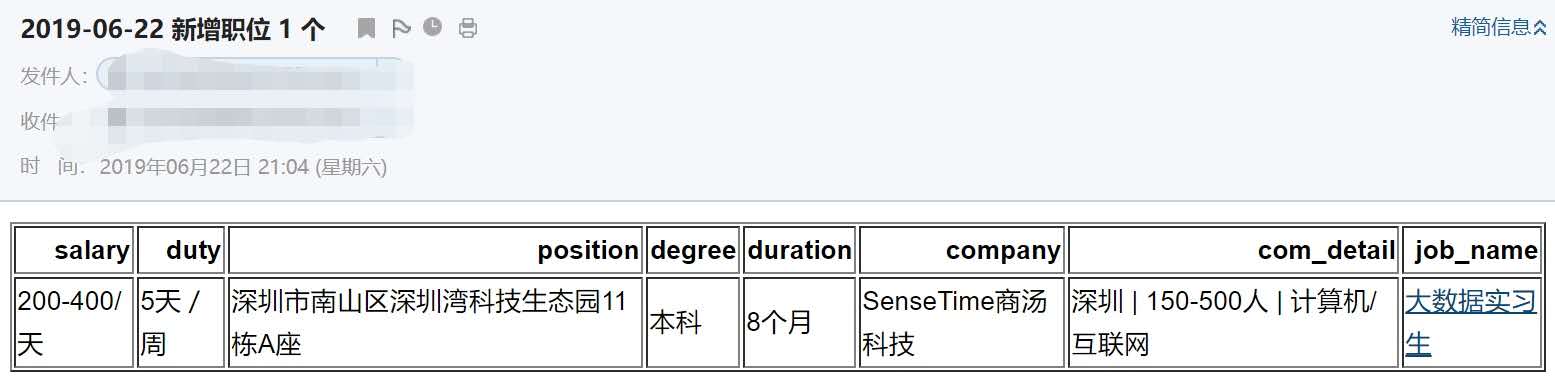 2019-06-22 新增职位 1 个
精简信息
发件人：
收件
时 间： 2019年06月22日 21:04 (星期六)
salary duty position degree duration company com_detail job_name
200-400/ 5天 / 深圳市南山区深圳湾科技生态园11 本科 8个月 SenseTime商汤 深圳 | 150-500人 | 计算机/ 大数据实习
天 周 栋A座 科技 互联网 生